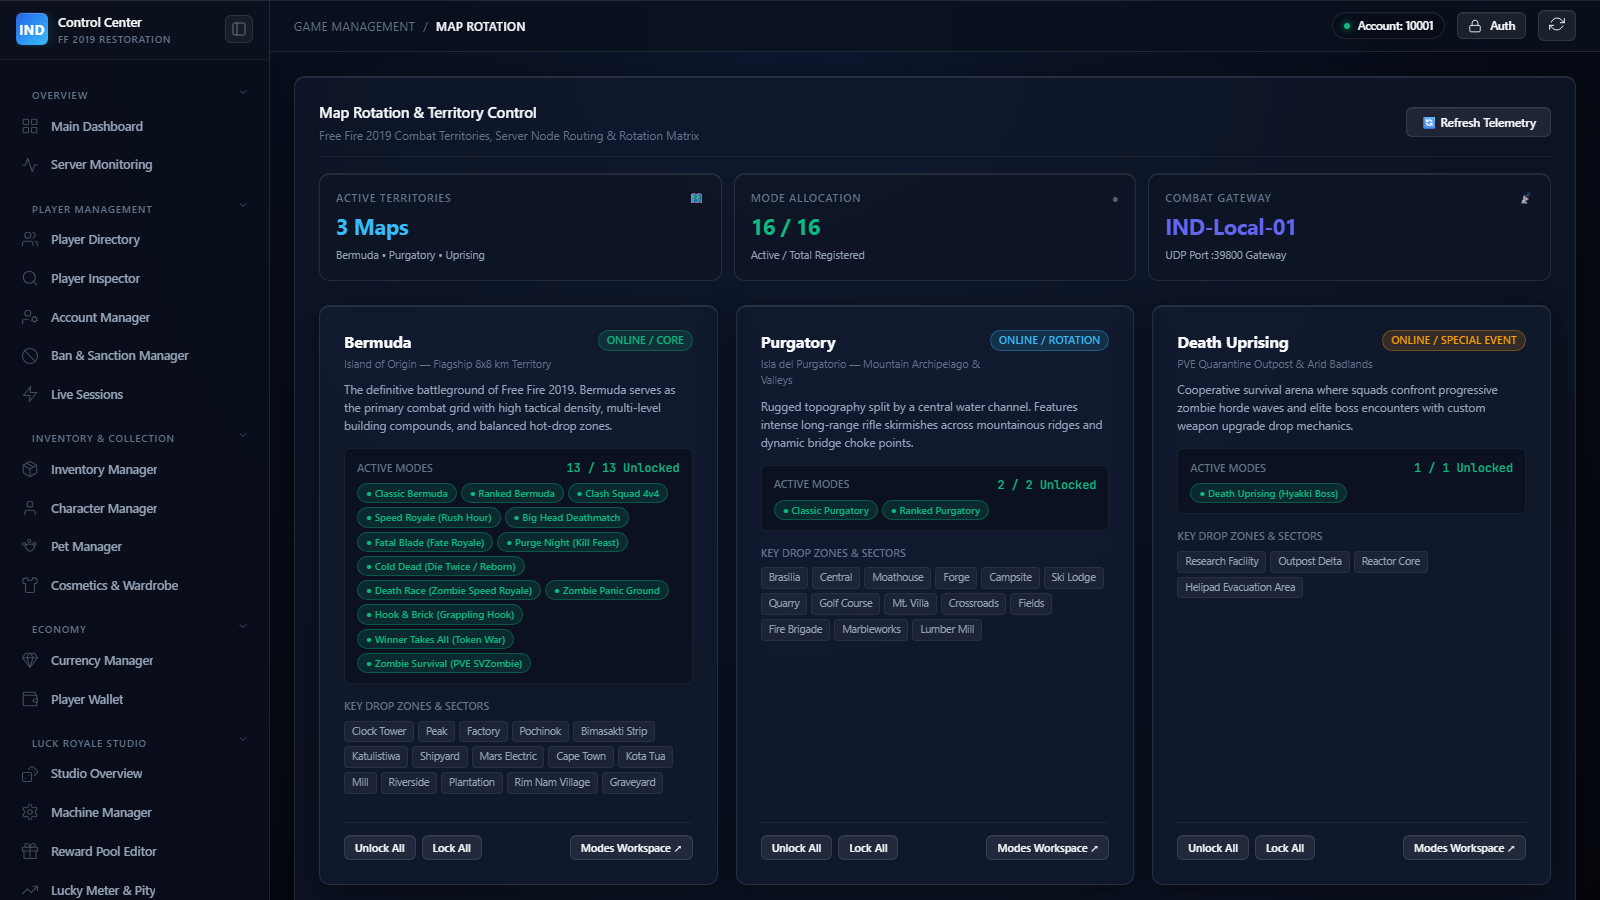 IND
Control Center
FF 2019 RESTORATION
GAME MANAGEMENT / MAP ROTATION
Account: 10001
Auth
OVERVIEW
Main Dashboard
Server Monitoring
PLAYER MANAGEMENT
Player Directory
Player Inspector
Account Manager
Ban & Sanction Manager
Live Sessions
INVENTORY & COLLECTION
Inventory Manager
Character Manager
Pet Manager
Cosmetics & Wardrobe
ECONOMY
Currency Manager
Player Wallet
LUCK ROYALE STUDIO
Studio Overview
Machine Manager
Reward Pool Editor
Lucky Meter & Pity
Map Rotation & Territory Control
Free Fire 2019 Combat Territories, Server Node Routing & Rotation Matrix
Refresh Telemetry
ACTIVE TERRITORIES
3 Maps
Bermuda • Purgatory • Uprising
MODE ALLOCATION
16 / 16
Active / Total Registered
COMBAT GATEWAY
IND-Local-01
UDP Port :39800 Gateway
Bermuda
ONLINE / CORE
Island of Origin — Flagship 8x8 km Territory
The definitive battleground of Free Fire 2019. Bermuda serves as
the primary combat grid with high tactical density, multi-level
building compounds, and balanced hot-drop zones.
ACTIVE MODES
13 / 13 Unlocked
● Classic Bermuda ● Ranked Bermuda ● Clash Squad 4v4
● Speed Royale (Rush Hour) ● Big Head Deathmatch
● Fatal Blade (Fate Royale) ● Purge Night (Kill Feast)
● Cold Dead (Die Twice / Reborn)
● Death Race (Zombie Speed Royale) ● Zombie Panic Ground
● Hook & Brick (Grappling Hook)
● Winner Takes All (Token War)
● Zombie Survival (PVE SVZombie)
KEY DROP ZONES & SECTORS
Clock Tower Peak Factory Pochinok Bimasakti Strip
Katulistiwa Shipyard Mars Electric Cape Town Kota Tua
Mill Riverside Plantation Rim Nam Village Graveyard
Unlock All Lock All Modes Workspace ↗
Purgatory
ONLINE / ROTATION
Isla del Purgatorio — Mountain Archipelago &
Valleys
Rugged topography split by a central water channel. Features
intense long-range rifle skirmishes across mountainous ridges and
dynamic bridge choke points.
ACTIVE MODES
2 / 2 Unlocked
● Classic Purgatory ● Ranked Purgatory
KEY DROP ZONES & SECTORS
Brasilia Central Moathouse Forge Campsite Ski Lodge
Quarry Golf Course Mt. Villa Crossroads Fields
Fire Brigade Marbleworks Lumber Mill
Unlock All Lock All Modes Workspace ↗
Death Uprising
ONLINE / SPECIAL EVENT
PVE Quarantine Outpost & Arid Badlands
Cooperative survival arena where squads confront progressive
zombie horde waves and elite boss encounters with custom
weapon upgrade drop mechanics.
ACTIVE MODES
1 / 1 Unlocked
● Death Uprising (Hyakki Boss)
KEY DROP ZONES & SECTORS
Research Facility Outpost Delta Reactor Core
Helipad Evacuation Area
Unlock All Lock All Modes Workspace ↗